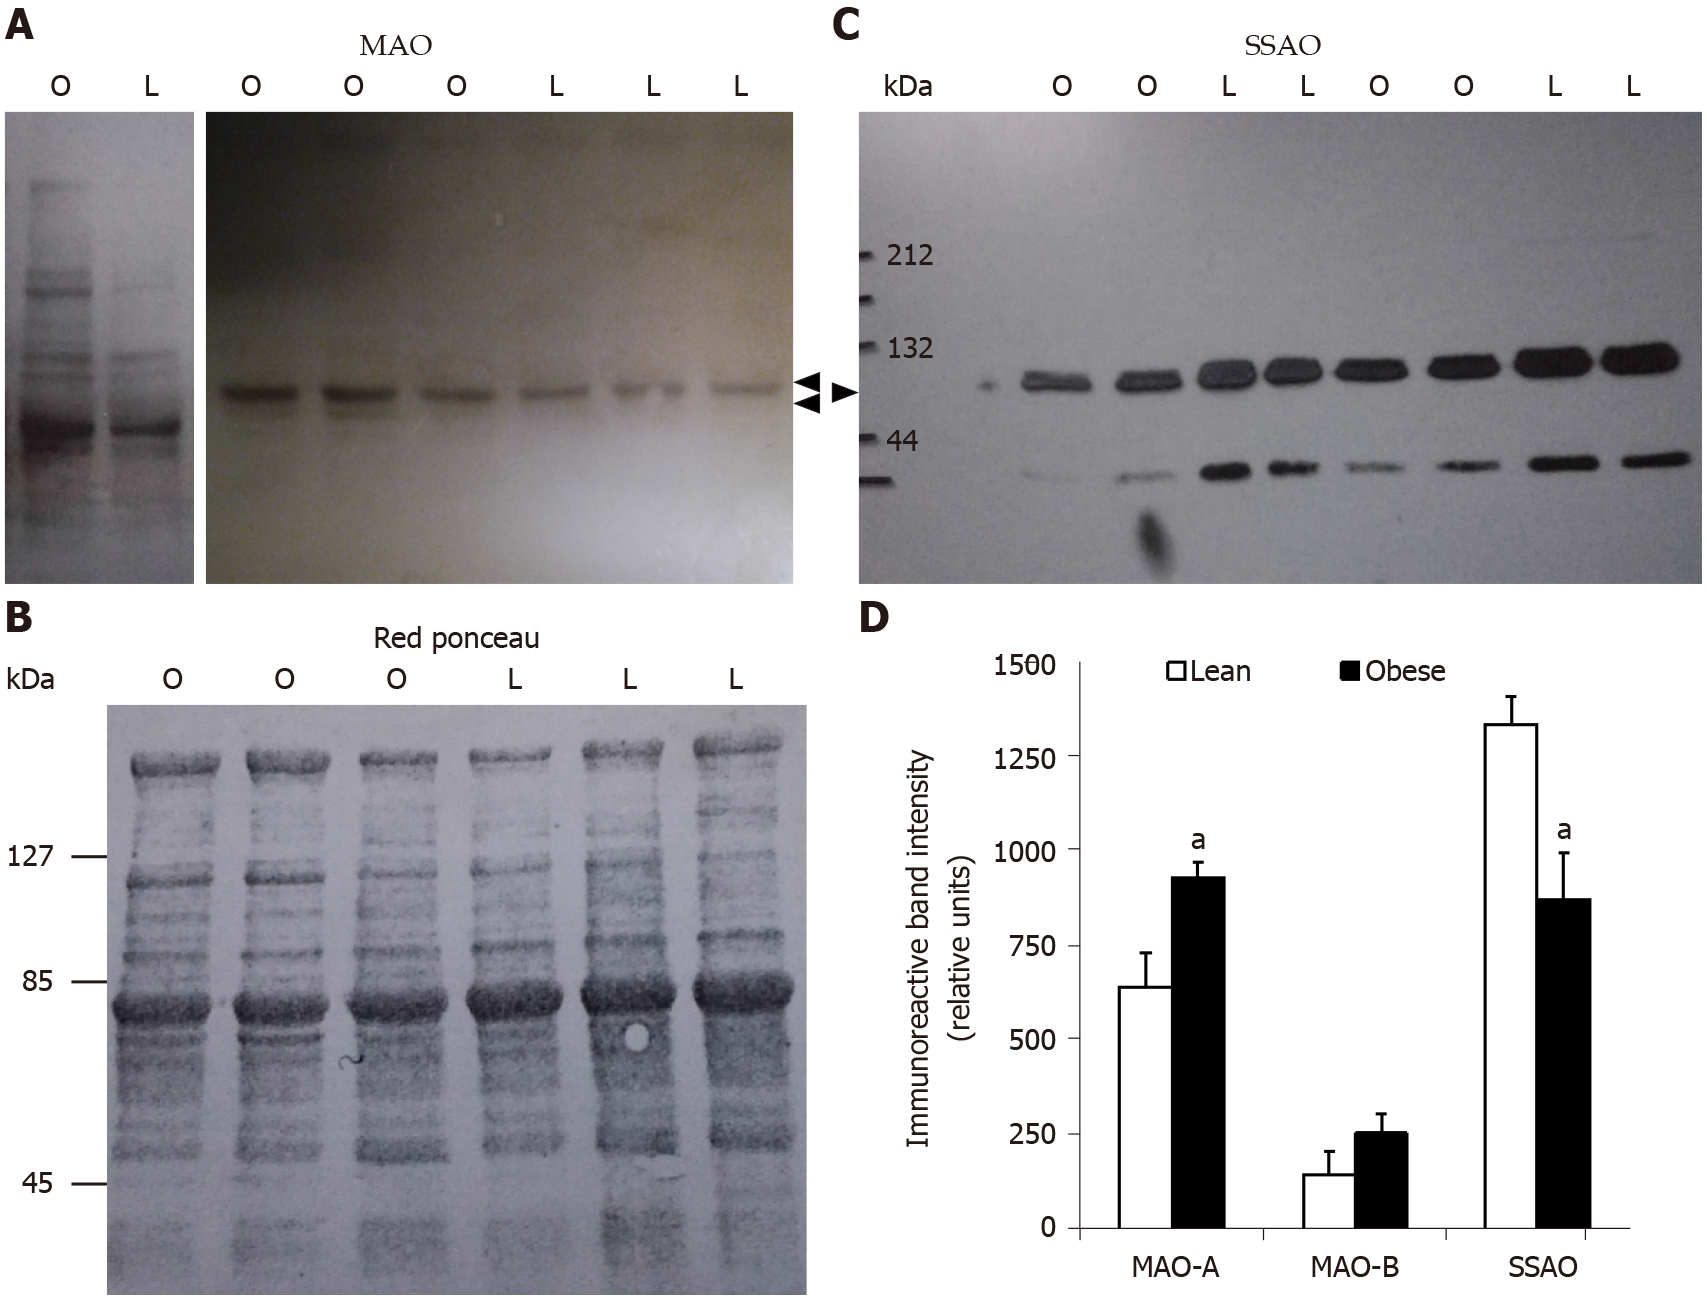 A
MAO
O L O O O L L L
C
SSAO
kDa O O L L O O L L
212
132
44
B
Red ponceau
kDa O O O L L L
127
85
45
D
Lean Obese
Immunoreactive band intensity
(relative units)
1500
1250
1000
750
500
250
0
a
a
MAO-A MAO-B SSAO